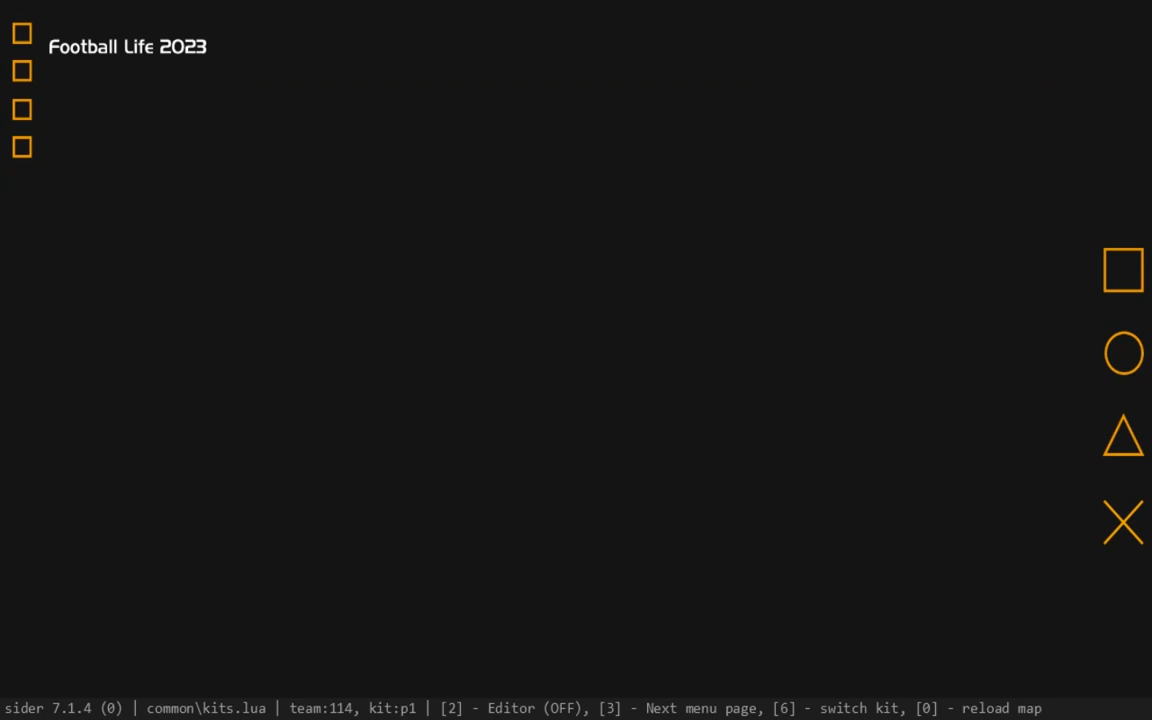 Football Life 2023
sider 7.1.4 (0) | common\kits.lua | team:114, kit:p1 | [2] - Editor (OFF), [3] - Next menu page, [6] - switch kit, [0] - reload map